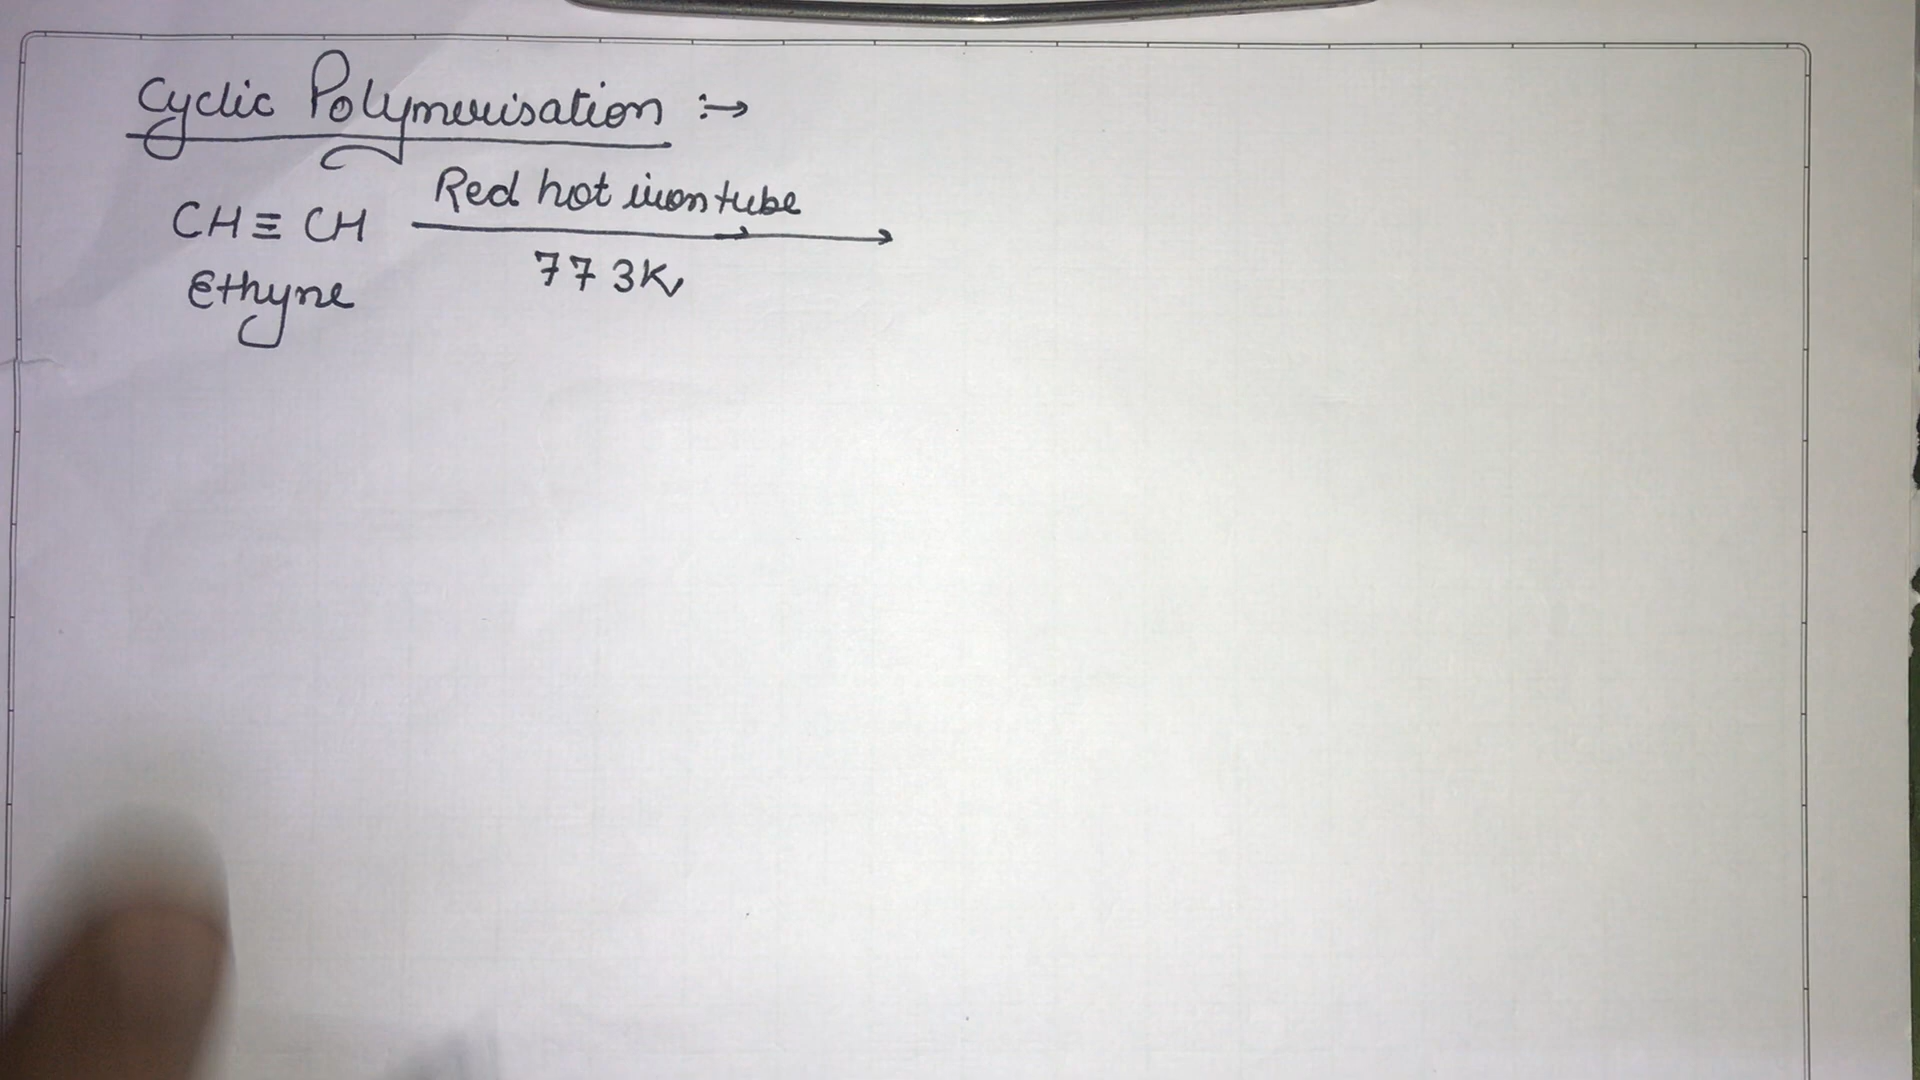 Cyclic Polymerisation :→
Red hot iron tube
CH ≡ CH ⟶
773K
Ethyne